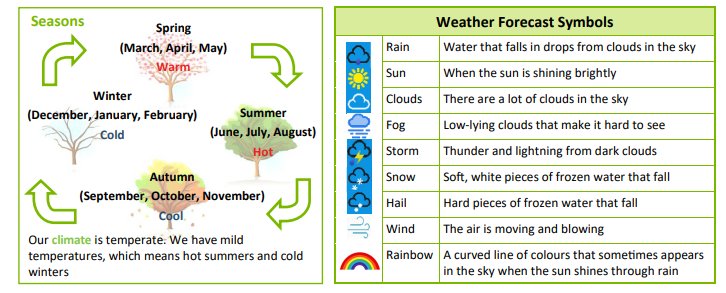 Seasons
Spring
(March, April, May)
Warm
Winter
(December, January, February)
Cold
Summer
(June, July, August)
Hot
Autumn
(September, October, November)
Cool
Our climate is temperate. We have mild
temperatures, which means hot summers and cold
winters
Weather Forecast Symbols
Rain Water that falls in drops from clouds in the sky
Sun When the sun is shining brightly
Clouds There are a lot of clouds in the sky
Fog Low-lying clouds that make it hard to see
Storm Thunder and lightning from dark clouds
Snow Soft, white pieces of frozen water that fall
Hail Hard pieces of frozen water that fall
Wind The air is moving and blowing
Rainbow A curved line of colours that sometimes appears
in the sky when the sun shines through rain